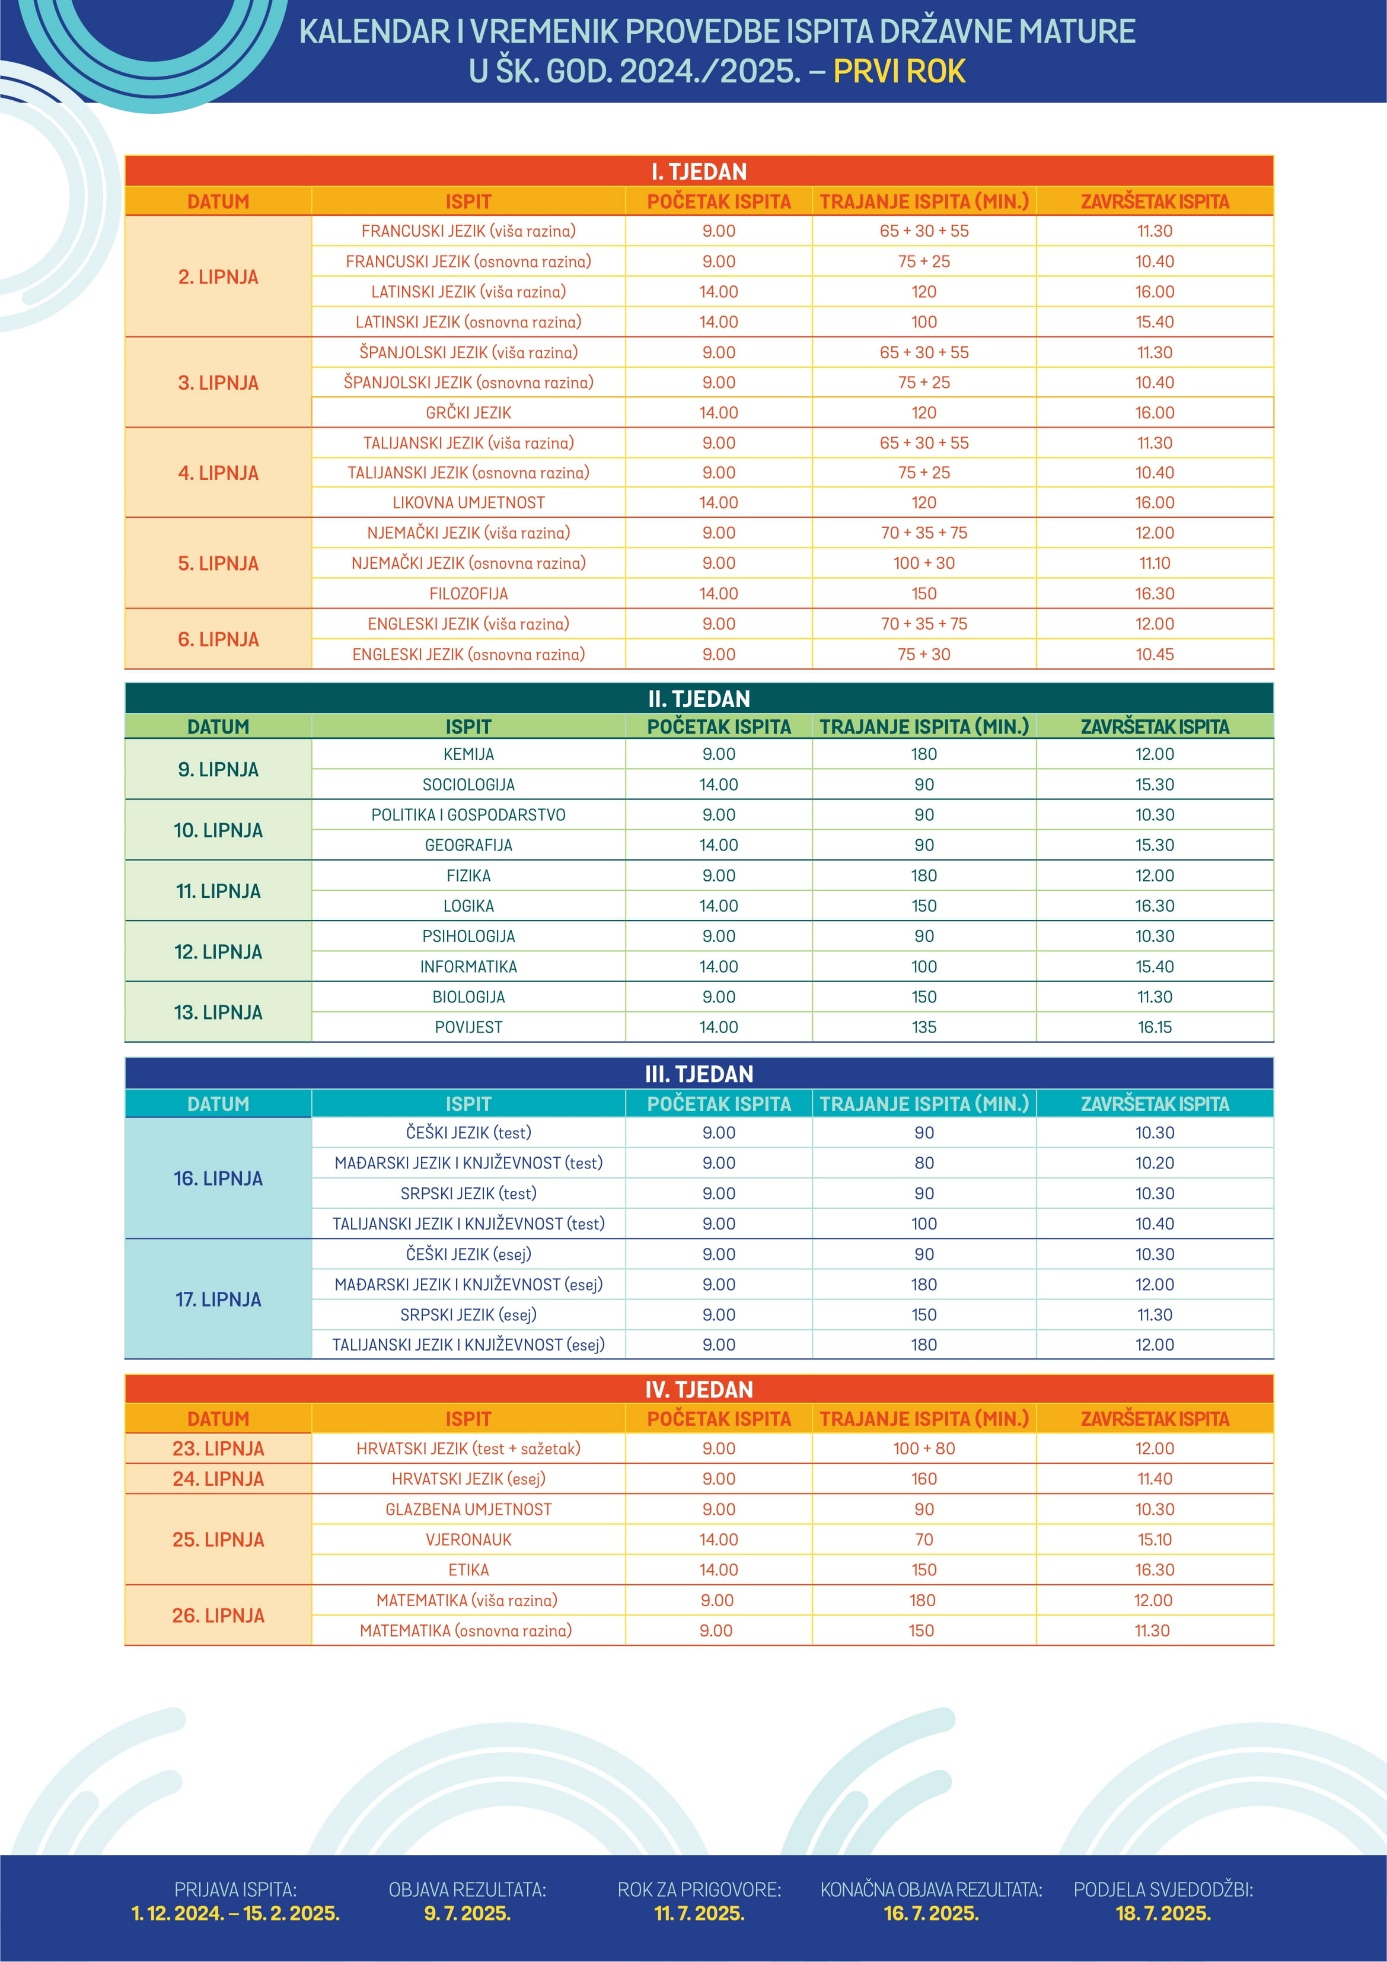 KALENDAR I VREMENIK PROVEDBE ISPITA DRŽAVNE MATURE
U ŠK. GOD. 2024./2025. – PRVI ROK
I. TJEDAN
DATUM ISPIT POČETAK ISPITA TRAJANJE ISPITA (MIN.) ZAVRŠETAK ISPITA
2. LIPNJA
FRANCUSKI JEZIK (viša razina) 9.00 65 + 30 + 55 11.30
FRANCUSKI JEZIK (osnovna razina) 9.00 75 + 25 10.40
LATINSKI JEZIK (viša razina) 14.00 120 16.00
LATINSKI JEZIK (osnovna razina) 14.00 100 15.40
3. LIPNJA
ŠPANJOLSKI JEZIK (viša razina) 9.00 65 + 30 + 55 11.30
ŠPANJOLSKI JEZIK (osnovna razina) 9.00 75 + 25 10.40
GRČKI JEZIK 14.00 120 16.00
4. LIPNJA
TALIJANSKI JEZIK (viša razina) 9.00 65 + 30 + 55 11.30
TALIJANSKI JEZIK (osnovna razina) 9.00 75 + 25 10.40
LIKOVNA UMJETNOST 14.00 120 16.00
5. LIPNJA
NJEMAČKI JEZIK (viša razina) 9.00 70 + 35 + 75 12.00
NJEMAČKI JEZIK (osnovna razina) 9.00 100 + 30 11.10
FILOZOFIJA 14.00 150 16.30
6. LIPNJA
ENGLESKI JEZIK (viša razina) 9.00 70 + 35 + 75 12.00
ENGLESKI JEZIK (osnovna razina) 9.00 75 + 30 10.45
II. TJEDAN
DATUM ISPIT POČETAK ISPITA TRAJANJE ISPITA (MIN.) ZAVRŠETAK ISPITA
9. LIPNJA
KEMIJA 9.00 180 12.00
SOCIOLOGIJA 14.00 90 15.30
10. LIPNJA
POLITIKA I GOSPODARSTVO 9.00 90 10.30
GEOGRAFIJA 14.00 90 15.30
11. LIPNJA
FIZIKA 9.00 180 12.00
LOGIKA 14.00 150 16.30
12. LIPNJA
PSIHOLOGIJA 9.00 90 10.30
INFORMATIKA 14.00 100 15.40
13. LIPNJA
BIOLOGIJA 9.00 150 11.30
POVIJEST 14.00 135 16.15
III. TJEDAN
DATUM ISPIT POČETAK ISPITA TRAJANJE ISPITA (MIN.) ZAVRŠETAK ISPITA
16. LIPNJA
ČEŠKI JEZIK (test) 9.00 90 10.30
MAĐARSKI JEZIK I KNJIŽEVNOST (test) 9.00 80 10.20
SRPSKI JEZIK (test) 9.00 90 10.30
TALIJANSKI JEZIK I KNJIŽEVNOST (test) 9.00 100 10.40
17. LIPNJA
ČEŠKI JEZIK (esej) 9.00 90 10.30
MAĐARSKI JEZIK I KNJIŽEVNOST (esej) 9.00 180 12.00
SRPSKI JEZIK (esej) 9.00 150 11.30
TALIJANSKI JEZIK I KNJIŽEVNOST (esej) 9.00 180 12.00
IV. TJEDAN
DATUM ISPIT POČETAK ISPITA TRAJANJE ISPITA (MIN.) ZAVRŠETAK ISPITA
23. LIPNJA HRVATSKI JEZIK (test + sažetak) 9.00 100 + 80 12.00
24. LIPNJA HRVATSKI JEZIK (esej) 9.00 160 11.40
25. LIPNJA
GLAZBENA UMJETNOST 9.00 90 10.30
VJERONAUK 14.00 70 15.10
ETIKA 14.00 150 16.30
26. LIPNJA
MATEMATIKA (viša razina) 9.00 180 12.00
MATEMATIKA (osnovna razina) 9.00 150 11.30
PRIJAVA ISPITA: OBJAVA REZULTATA: ROK ZA PRIGOVORE: KONAČNA OBJAVA REZULTATA: PODJELA SVJEDODŽBI:
1. 12. 2024. – 15. 2. 2025. 9. 7. 2025. 11. 7. 2025. 16. 7. 2025. 18. 7. 2025.